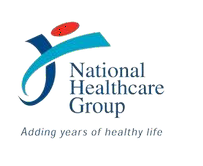 National
Healthcare
Group
Adding years of healthy life